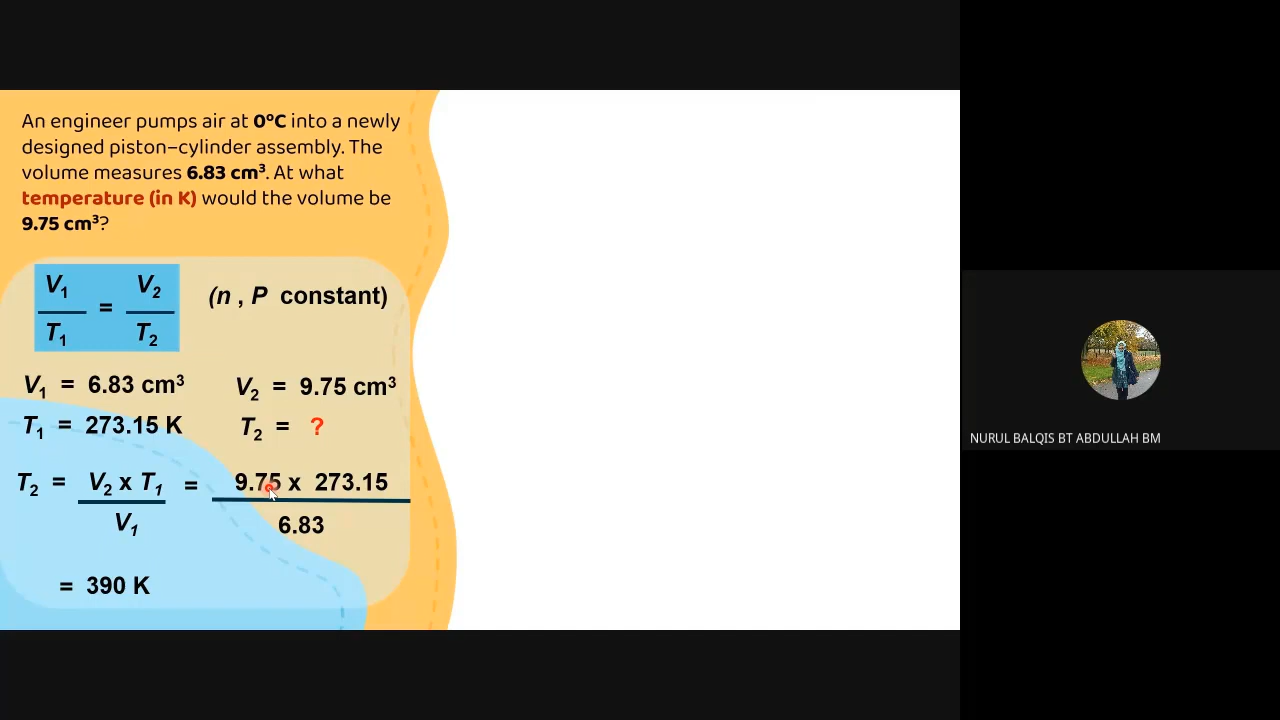 An engineer pumps air at 0ºC into a newly
designed piston–cylinder assembly. The
volume measures 6.83 cm³. At what
temperature (in K) would the volume be
9.75 cm³?
V₁ / T₁ = V₂ / T₂ (n , P constant)
V₁ = 6.83 cm³ V₂ = 9.75 cm³
T₁ = 273.15 K T₂ = ?
T₂ = V₂ x T₁ / V₁ = 9.75 x 273.15 / 6.83
= 390 K
NURUL BALQIS BT ABDULLAH BM